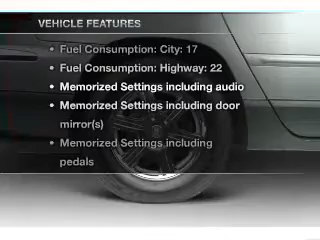 VEHICLE FEATURES
• Fuel Consumption: City: 17
• Fuel Consumption: Highway: 22
• Memorized Settings including audio
• Memorized Settings including door
mirror(s)
• Memorized Settings including
pedals